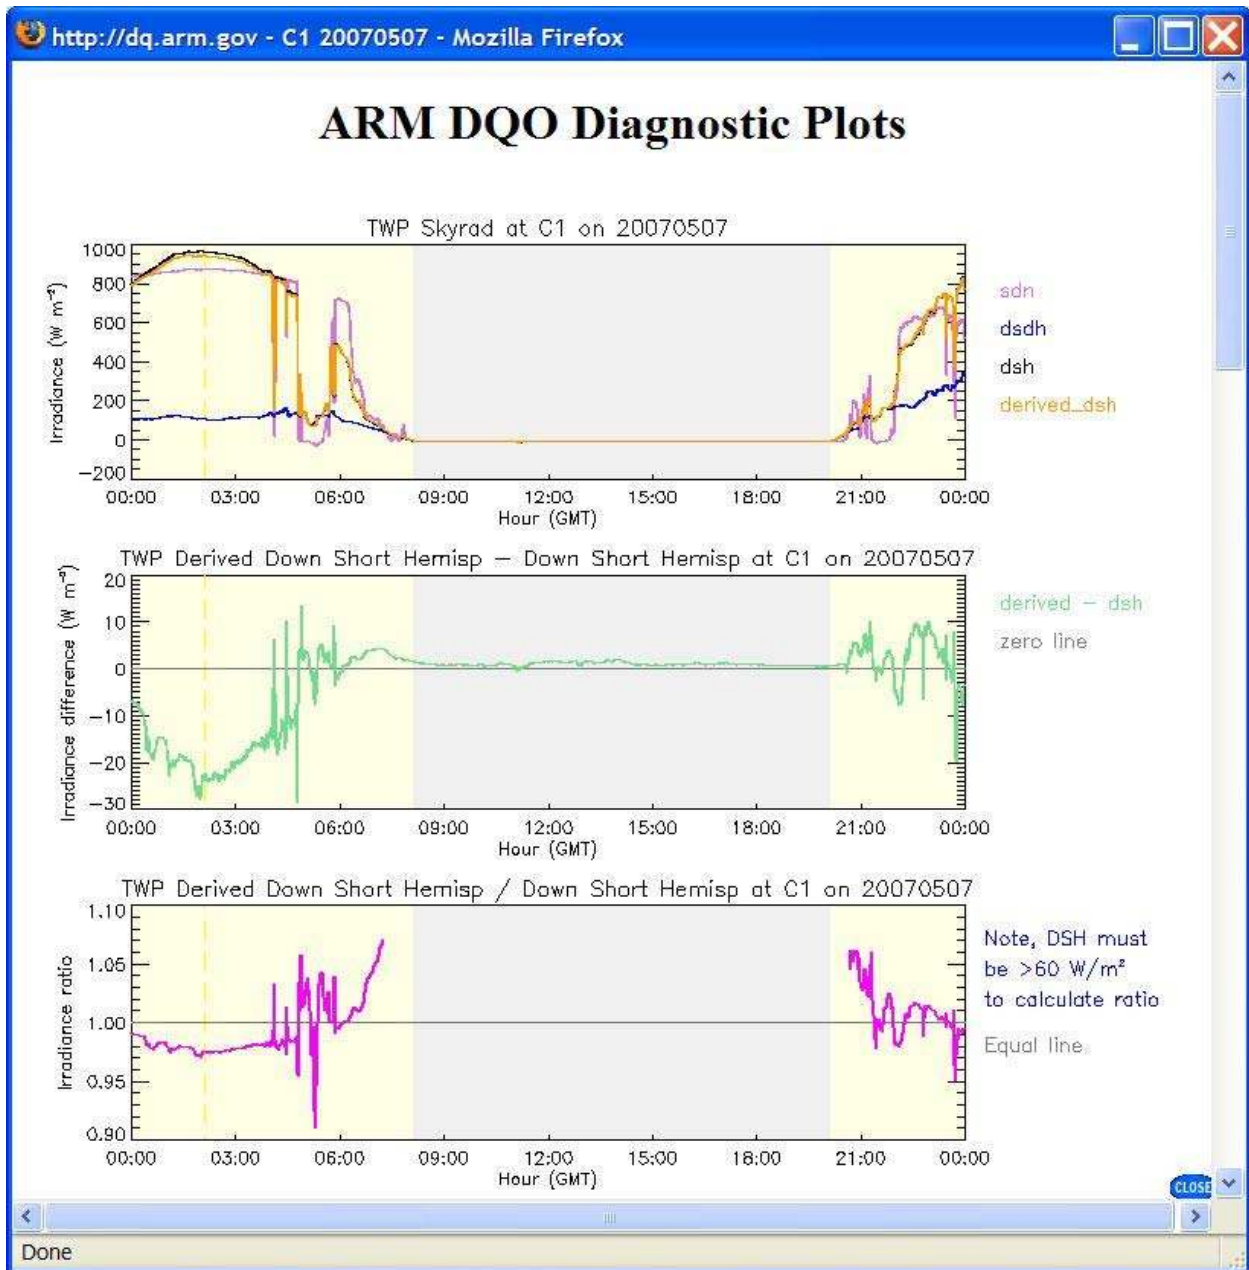 http://dq.arm.gov - C1 20070507 - Mozilla Firefox
ARM DQO Diagnostic Plots
TWP Skyrad at C1 on 20070507
Irradiance (W m⁻²)
1000
800
600
400
200
0
-200
00:00 03:00 06:00 09:00 12:00 15:00 18:00 21:00 00:00
Hour (GMT)
sdn
dsdh
dsh
derived_dsh
TWP Derived Down Short Hemisp - Down Short Hemisp at C1 on 20070507
Irradiance difference (W m⁻²)
20
10
0
-10
-20
-30
00:00 03:00 06:00 09:00 12:00 15:00 18:00 21:00 00:00
Hour (GMT)
derived - dsh
zero line
TWP Derived Down Short Hemisp / Down Short Hemisp at C1 on 20070507
Irradiance ratio
1.10
1.05
1.00
0.95
0.90
00:00 03:00 06:00 09:00 12:00 15:00 18:00 21:00 00:00
Hour (GMT)
Note, DSH must
be >60 W/m²
to calculate ratio
Equal line
CLOSE
Done